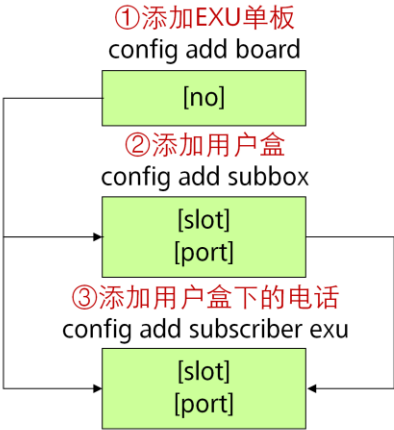 ①添加EXU单板
config add board
[no]
②添加用户盒
config add subbox
[slot]
[port]
③添加用户盒下的电话
config add subscriber exu
[slot]
[port]